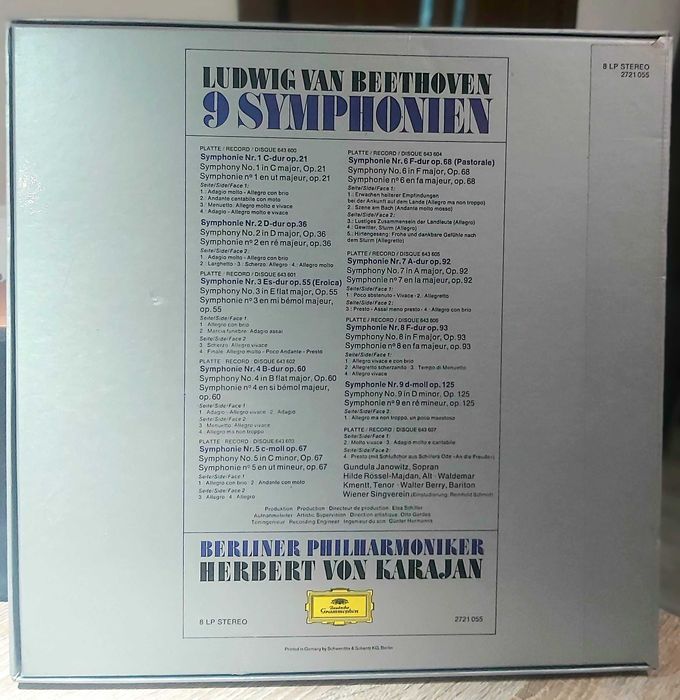 8 LP STEREO
2721 055
LUDWIG VAN BEETHOVEN
9 SYMPHONIEN
PLATTE / RECORD / DISQUE 643 600
Symphonie Nr. 1 C-dur op. 21
Symphony No. 1 in C major, Op. 21
Symphonie n° 1 en ut majeur, op. 21
Seite/Side/Face 1:
1.: Adagio molto - Allegro con brio
2.: Andante cantabile con moto
3.: Menuetto: Allegro molto e vivace
4.: Adagio - Allegro molto e vivace
Symphonie Nr. 2 D-dur op. 36
Symphony No. 2 in D major, Op. 36
Symphonie n° 2 en ré majeur, op. 36
Seite/Side/Face 2:
1.: Adagio molto - Allegro con brio
2.: Larghetto · 3.: Scherzo: Allegro · 4.: Allegro molto
PLATTE / RECORD / DISQUE 643 601
Symphonie Nr. 3 Es-dur op. 55 (Eroica)
Symphony No. 3 in E flat major, Op. 55
Symphonie n° 3 en mi bémol majeur,
op. 55
Seite/Side/Face 1:
1.: Allegro con brio
2.: Marcia funebre: Adagio assai
Seite/Side/Face 2
3.: Scherzo: Allegro vivace
4.: Finale: Allegro molto - Poco Andante - Presto
PLATTE / RECORD / DISQUE 643 602
Symphonie Nr. 4 B-dur op. 60
Symphony No. 4 in B flat major, Op. 60
Symphonie n° 4 en si bémol majeur,
op. 60
Seite/Side/Face 1
1.: Adagio - Allegro vivace · 2.: Adagio
Seite/Side/Face 2
3.: Menuetto: Allegro vivace
4.: Allegro ma non troppo
PLATTE / RECORD / DISQUE 643 603
Symphonie Nr. 5 c-moll op. 67
Symphony No. 5 in C minor, Op. 67
Symphonie n° 5 en ut mineur, op. 67
Seite/Side/Face 1
1.: Allegro con brio · 2.: Andante con moto
Seite/Side/Face 2
3.: Allegro · 4.: Allegro
PLATTE / RECORD / DISQUE 643 604
Symphonie Nr. 6 F-dur op. 68 (Pastorale)
Symphony No. 6 in F major, Op. 68
Symphonie n° 6 en fa majeur, op. 68
Seite/Side/Face 1:
1.: Erwachen heiterer Empfindungen
bei der Ankunft auf dem Lande (Allegro ma non troppo)
2.: Szene am Bach (Andante molto mosso)
Seite/Side/Face 2:
3.: Lustiges Zusammensein der Landleute (Allegro)
4.: Gewitter, Sturm (Allegro)
5.: Hirtengesang: Frohe und dankbare Gefühle nach
dem Sturm (Allegretto)
PLATTE / RECORD / DISQUE 643 605
Symphonie Nr. 7 A-dur op. 92
Symphony No. 7 in A major, Op. 92
Symphonie n° 7 en la majeur, op. 92
Seite/Side/Face 1:
1.: Poco sostenuto - Vivace · 2.: Allegretto
Seite/Side/Face 2:
3.: Presto - Assai meno presto · 4.: Allegro con brio
PLATTE / RECORD / DISQUE 643 606
Symphonie Nr. 8 F-dur op. 93
Symphony No. 8 in F major, Op. 93
Symphonie n° 8 en fa majeur, op. 93
Seite/Side/Face 1
1.: Allegro vivace e con brio
2.: Allegretto scherzando · 3.: Tempo di Menuetto
4.: Allegro vivace
Symphonie Nr. 9 d-moll op. 125
Symphony No. 9 in D minor, Op. 125
Symphonie n° 9 en ré mineur, op. 125
Seite/Side/Face 2
1.: Allegro ma non troppo, un poco maestoso
PLATTE / RECORD / DISQUE 643 607
Seite/Side/Face 1
2.: Molto vivace · 3.: Adagio molto e cantabile
Seite/Side/Face 2:
4.: Presto (mit Schlußchor aus Schillers Ode »An die Freude«)
Gundula Janowitz, Sopran
Hilde Rössel-Majdan, Alt · Waldemar
Kmentt, Tenor · Walter Berry, Bariton
Wiener Singverein (Einstudierung: Reinhold Schmid)
Produktion · Production · Directeur de production: Elsa Schiller
Aufnahmeleiter · Artistic Supervision · Direction artistique: Otto Gerdes
Toningenieur · Recording Engineer · Ingenieur du son: Günter Hermanns
BERLINER PHILHARMONIKER
HERBERT VON KARAJAN
Deutsche
Grammophon
8 LP STEREO
2721 055
Printed in Germany by Schwenitke & Schertz KG, Berlin